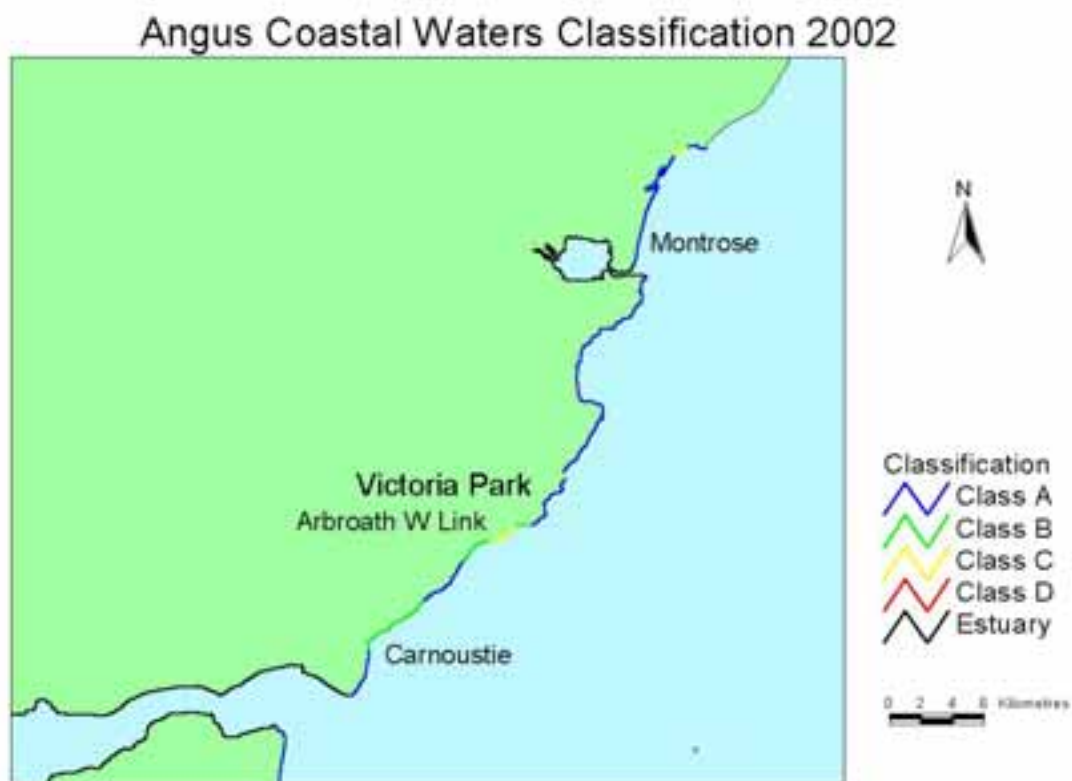 Angus Coastal Waters Classification 2002
N
Montrose
Victoria Park
Arbroath W Link
Carnoustie
Classification
Class A
Class B
Class C
Class D
Estuary
0 2 4 6 Kilometres